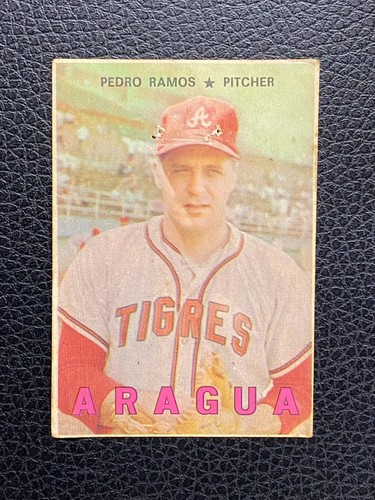 PEDRO RAMOS ★ PITCHER
A
TIGRES
ARAGUA